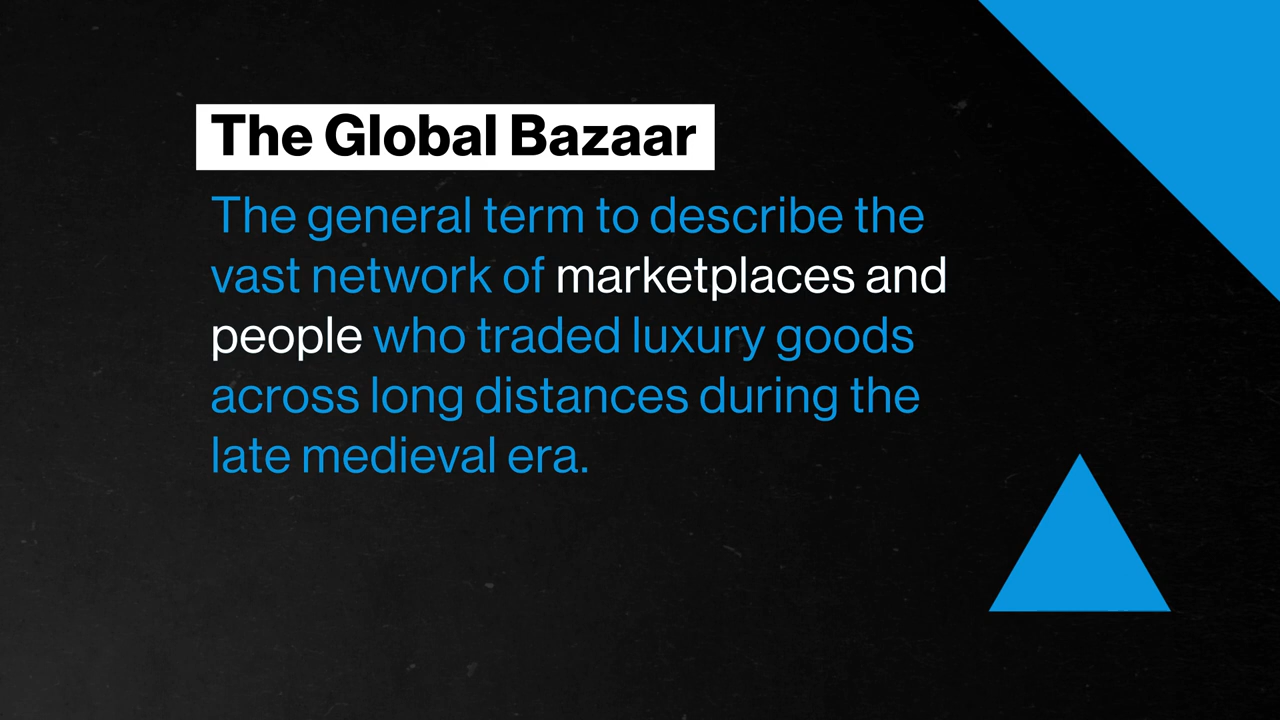 The Global Bazaar
The general term to describe the
vast network of marketplaces and
people who traded luxury goods
across long distances during the
late medieval era.